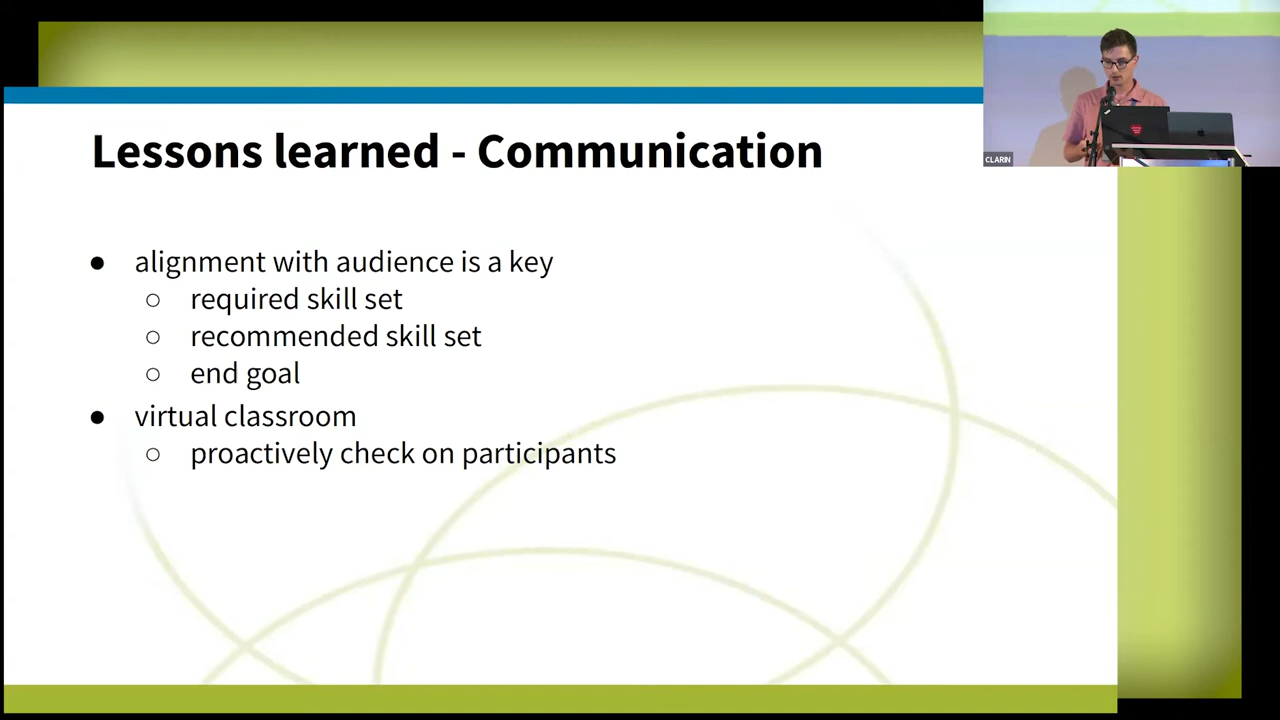 Lessons learned - Communication
● alignment with audience is a key
○ required skill set
○ recommended skill set
○ end goal
● virtual classroom
○ proactively check on participants
CLARIN